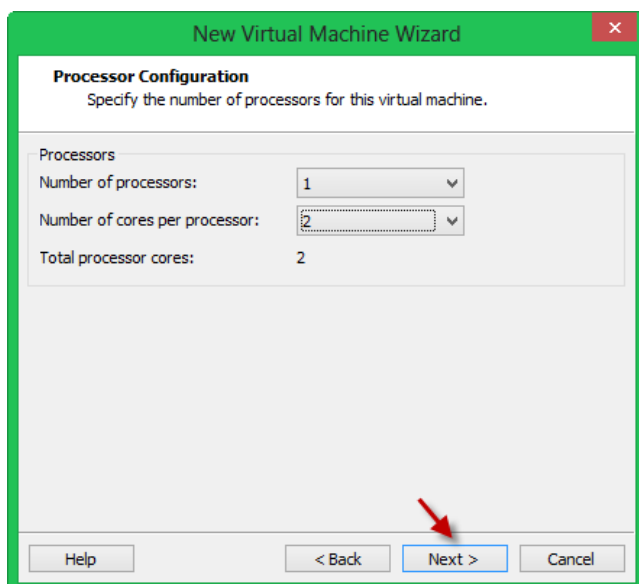 New Virtual Machine Wizard
Processor Configuration
Specify the number of processors for this virtual machine.
Processors
Number of processors: 1
Number of cores per processor: 2
Total processor cores: 2
Help < Back Next > Cancel